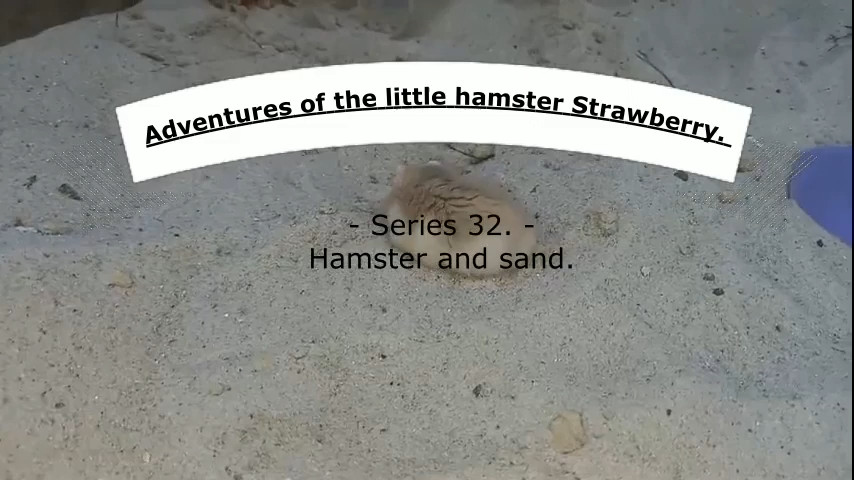 Adventures of the little hamster Strawberry.
- Series 32. -
Hamster and sand.